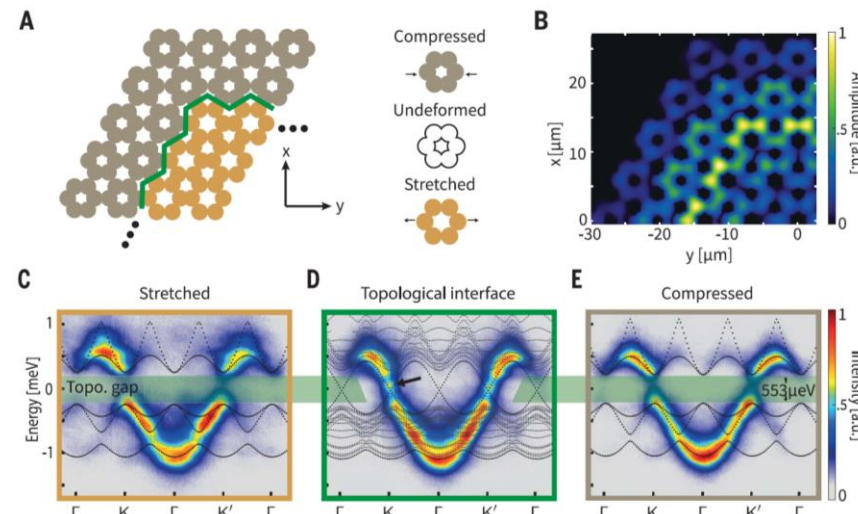 A
Compressed
Undeformed
Stretched
x
y
B
x [μm]
20
10
0
-30
-20
-10
0
y [μm]
1
.5
0
Amplitude [a.u.]
C
Stretched
D
Topological interface
E
Compressed
Energy [meV]
1
0
-1
Topo. gap
553μeV
1
.5
0
Intensity [a.u.]
Γ K Γ K′ Γ
Γ K Γ K′ Γ
Γ K Γ K′ Γ